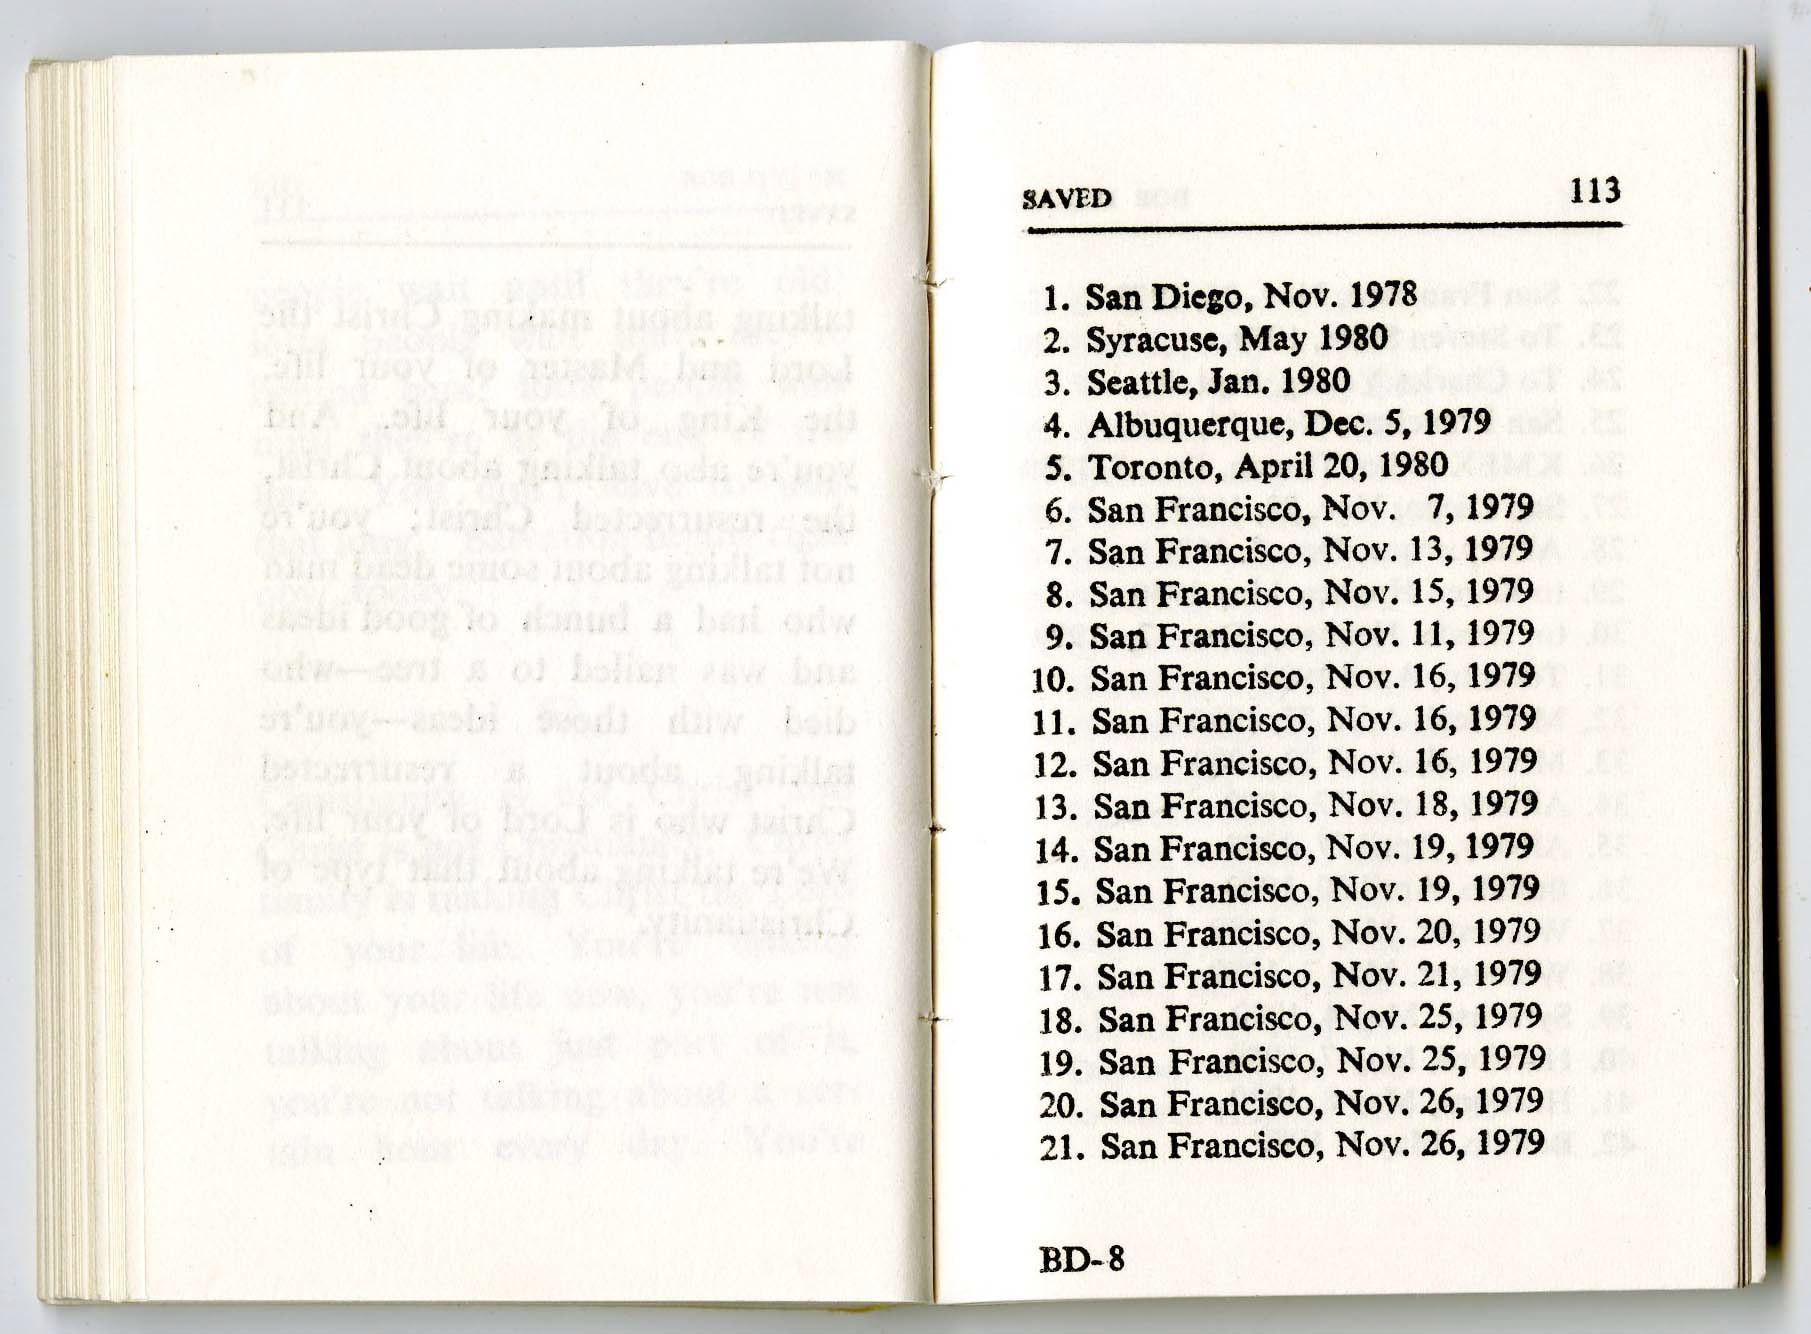 SAVED 113
1. San Diego, Nov. 1978
2. Syracuse, May 1980
3. Seattle, Jan. 1980
4. Albuquerque, Dec. 5, 1979
5. Toronto, April 20, 1980
6. San Francisco, Nov. 7, 1979
7. San Francisco, Nov. 13, 1979
8. San Francisco, Nov. 15, 1979
9. San Francisco, Nov. 11, 1979
10. San Francisco, Nov. 16, 1979
11. San Francisco, Nov. 16, 1979
12. San Francisco, Nov. 16, 1979
13. San Francisco, Nov. 18, 1979
14. San Francisco, Nov. 19, 1979
15. San Francisco, Nov. 19, 1979
16. San Francisco, Nov. 20, 1979
17. San Francisco, Nov. 21, 1979
18. San Francisco, Nov. 25, 1979
19. San Francisco, Nov. 25, 1979
20. San Francisco, Nov. 26, 1979
21. San Francisco, Nov. 26, 1979
BD-8